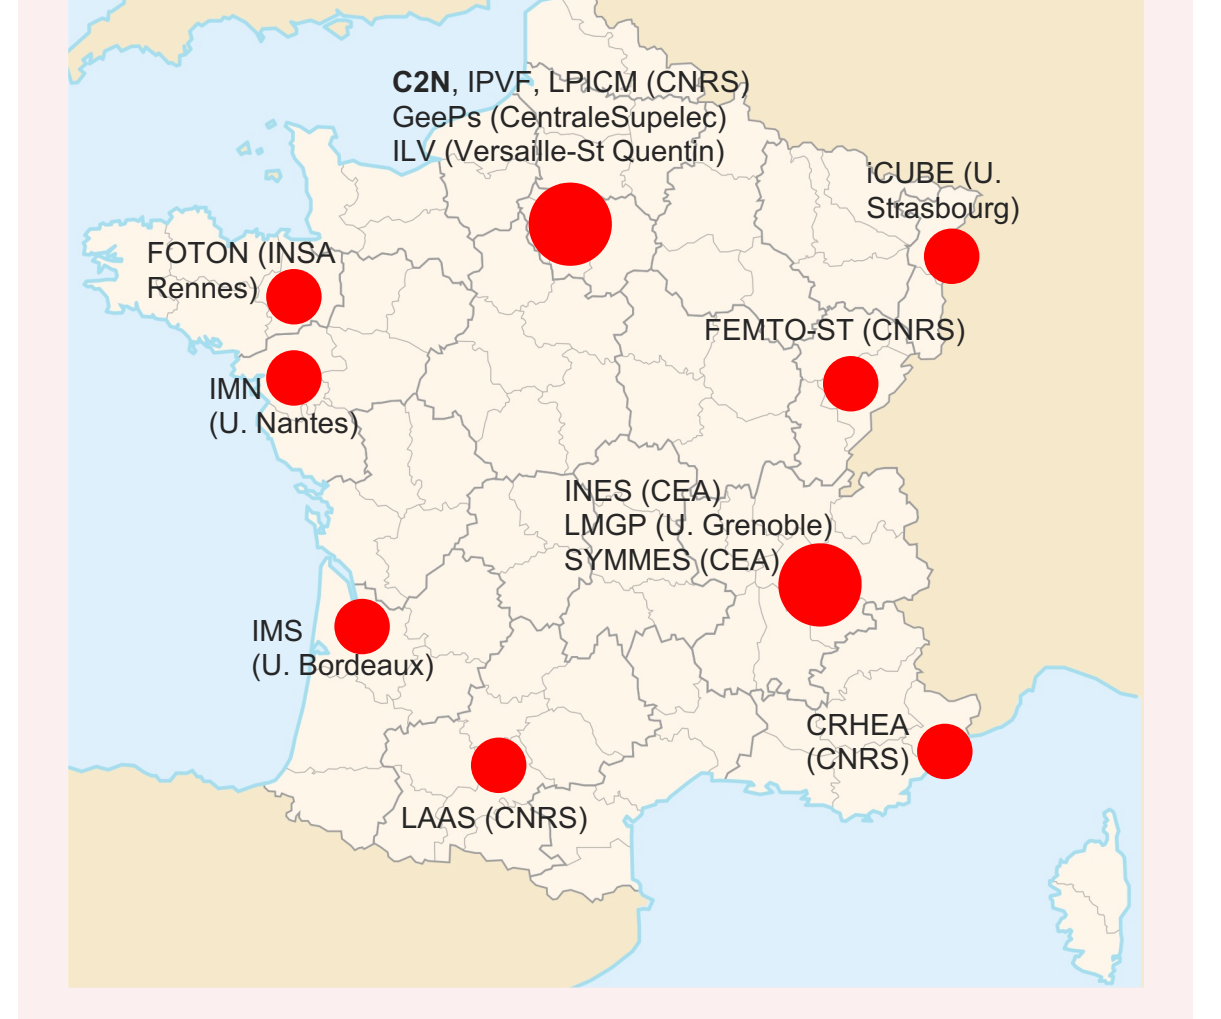 C2N, IPVF, LPICM (CNRS)
GeePs (CentraleSupelec)
ILV (Versaille-St Quentin)
iCUBE (U.
Strasbourg)
FOTON (INSA
Rennes)
FEMTO-ST (CNRS)
IMN
(U. Nantes)
INES (CEA)
LMGP (U. Grenoble)
SYMMES (CEA)
IMS
(U. Bordeaux)
CRHEA
(CNRS)
LAAS (CNRS)